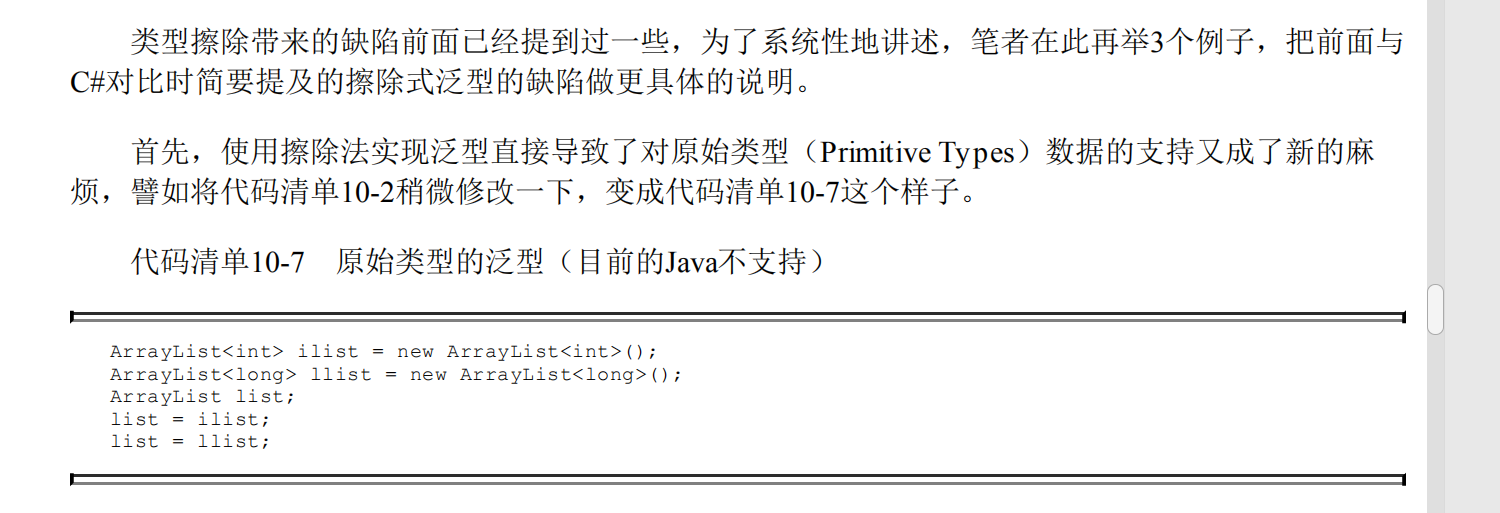 类型擦除带来的缺陷前面已经提到过一些，为了系统性地讲述，笔者在此再举3个例子，把前面与
C#对比时简要提及的擦除式泛型的缺陷做更具体的说明。
首先，使用擦除法实现泛型直接导致了对原始类型（Primitive Types）数据的支持又成了新的麻
烦，譬如将代码清单10-2稍微修改一下，变成代码清单10-7这个样子。
代码清单10-7　原始类型的泛型（目前的Java不支持）
ArrayList<int> ilist = new ArrayList<int>();
ArrayList<long> llist = new ArrayList<long>();
ArrayList list;
list = ilist;
list = llist;